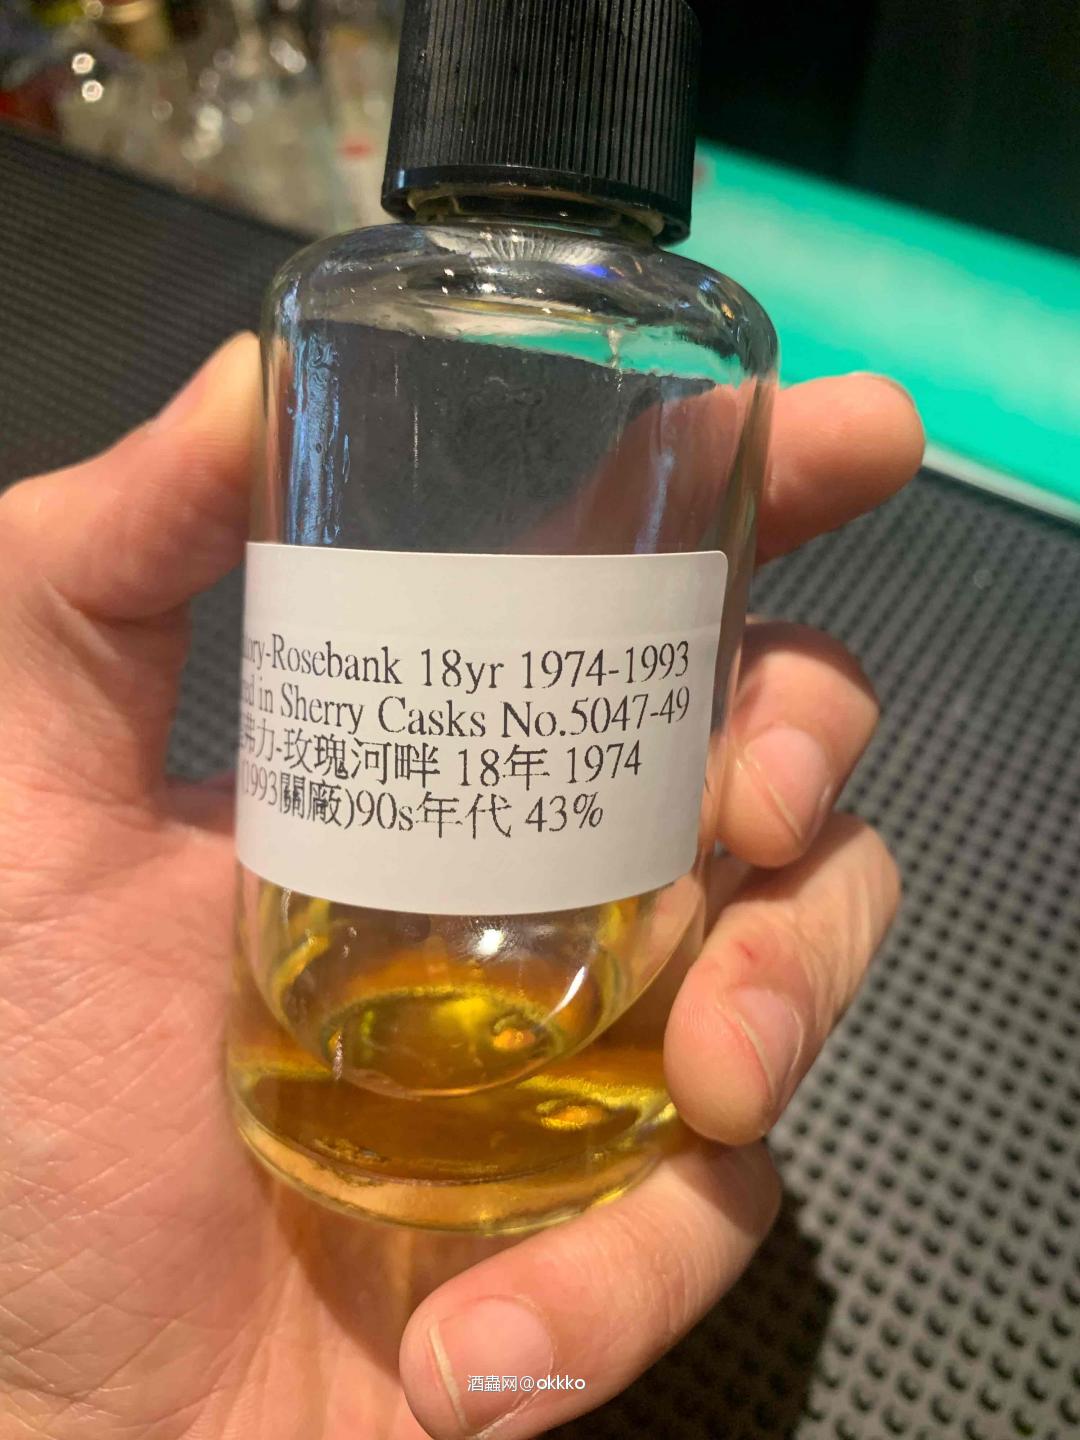 -Rosebank 18yr 1974-1993
in Sherry Casks No.5047-49
力-玫瑰河畔 18年 1974
(1993關廠)90s年代 43%
酒蟲网@okkko